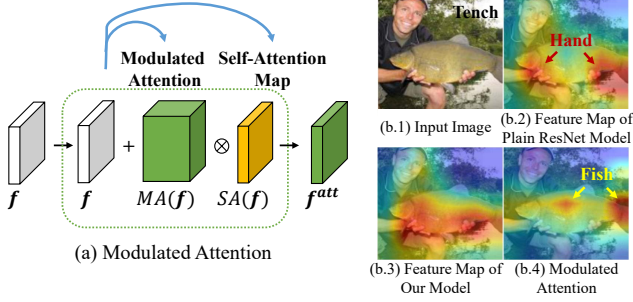 Modulated
Attention
Self-Attention
Map
f
f
+
MA(f)
⊗
SA(f)
f^att
(a) Modulated Attention
Tench
(b.1) Input Image
Hand
(b.2) Feature Map of
Plain ResNet Model
(b.3) Feature Map of
Our Model
Fish
(b.4) Modulated
Attention